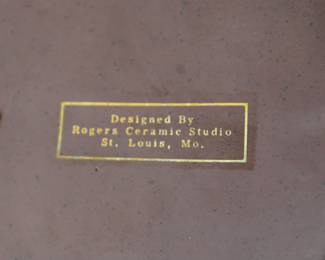 Designed By
Rogers Ceramic Studio
St. Louis, Mo.